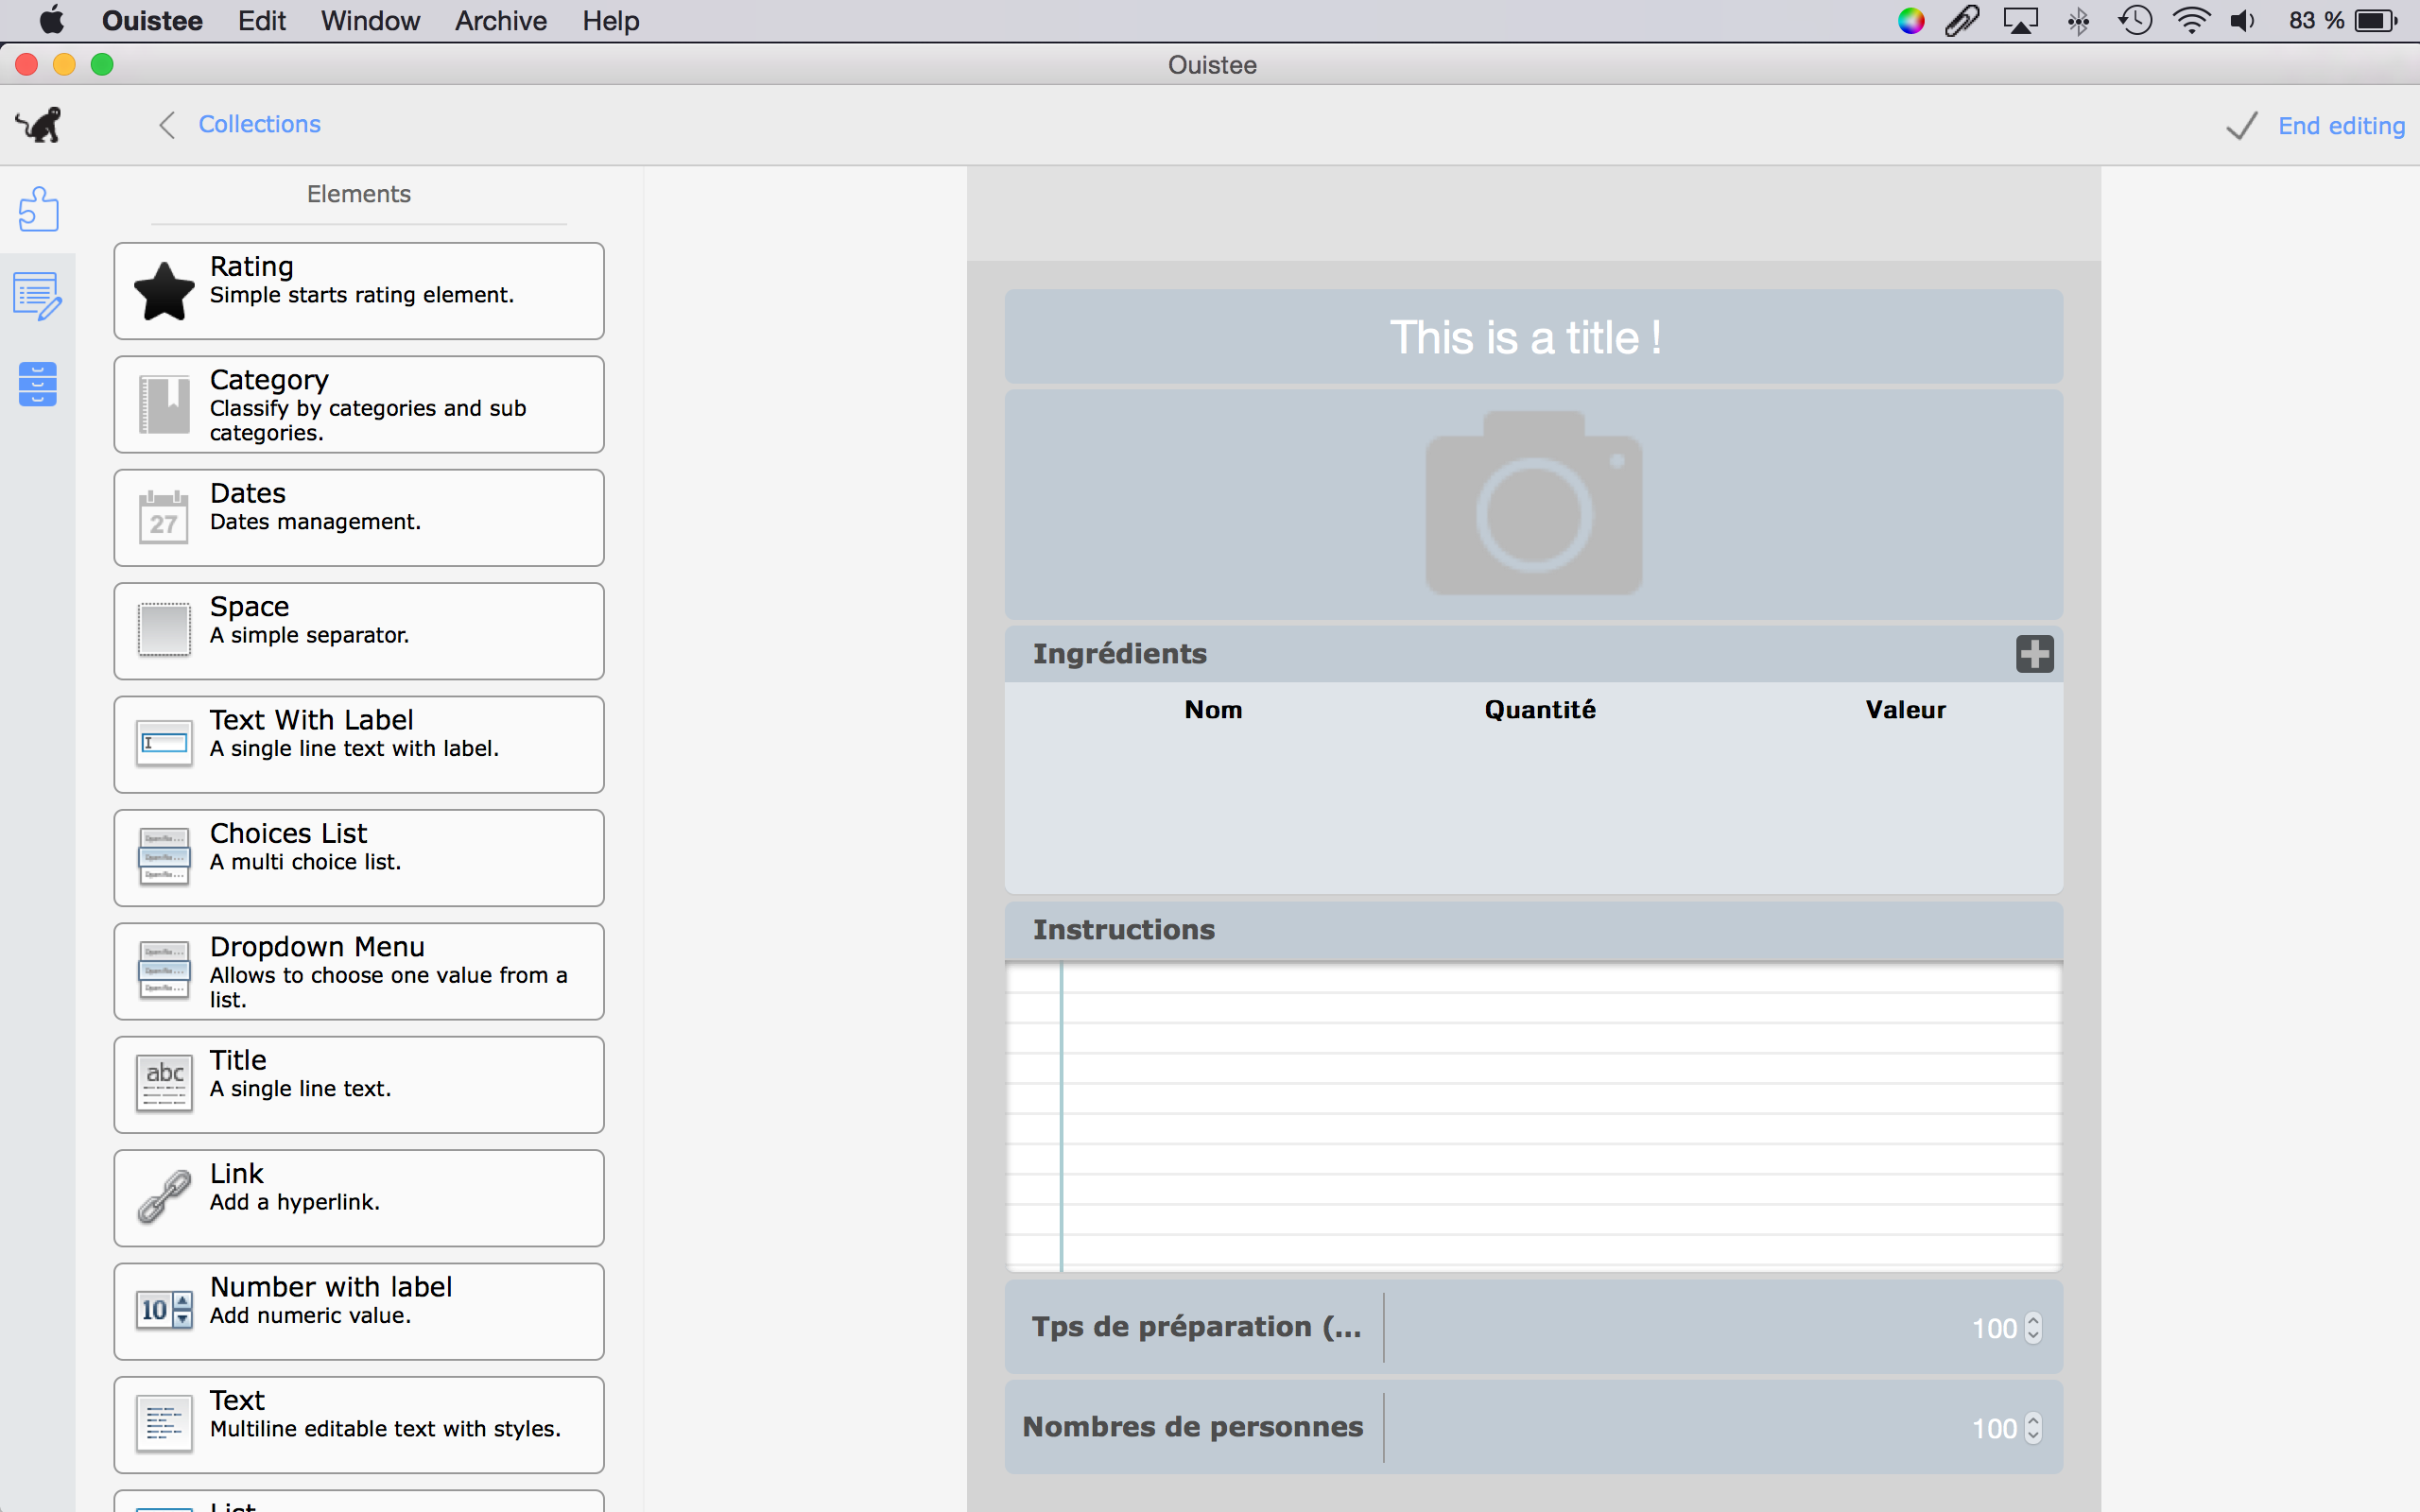 Ouistee Edit Window Archive Help 83 %
Ouistee
Collections
End editing
Elements
Rating
Simple starts rating element.
Category
Classify by categories and sub
categories.
27
Dates
Dates management.
Space
A simple separator.
Text With Label
A single line text with label.
Choices List
A multi choice list.
Dropdown Menu
Allows to choose one value from a
list.
abc
Title
A single line text.
Link
Add a hyperlink.
10
Number with label
Add numeric value.
Text
Multiline editable text with styles.
List
This is a title !
Ingrédients
Nom Quantité Valeur
Instructions
Tps de préparation (... 100
Nombres de personnes 100